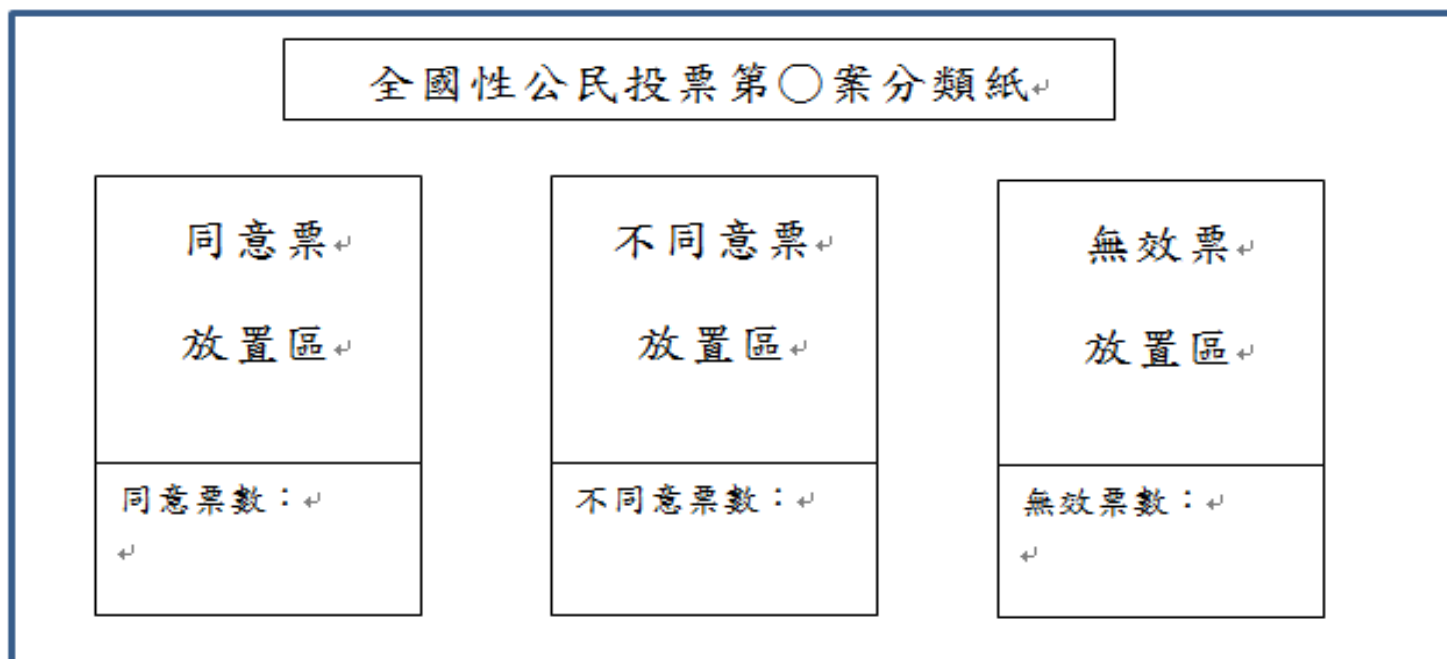 全國性公民投票第○案分類紙
同意票
放置區
同意票數：
不同意票
放置區
不同意票數：
無效票
放置區
無效票數：